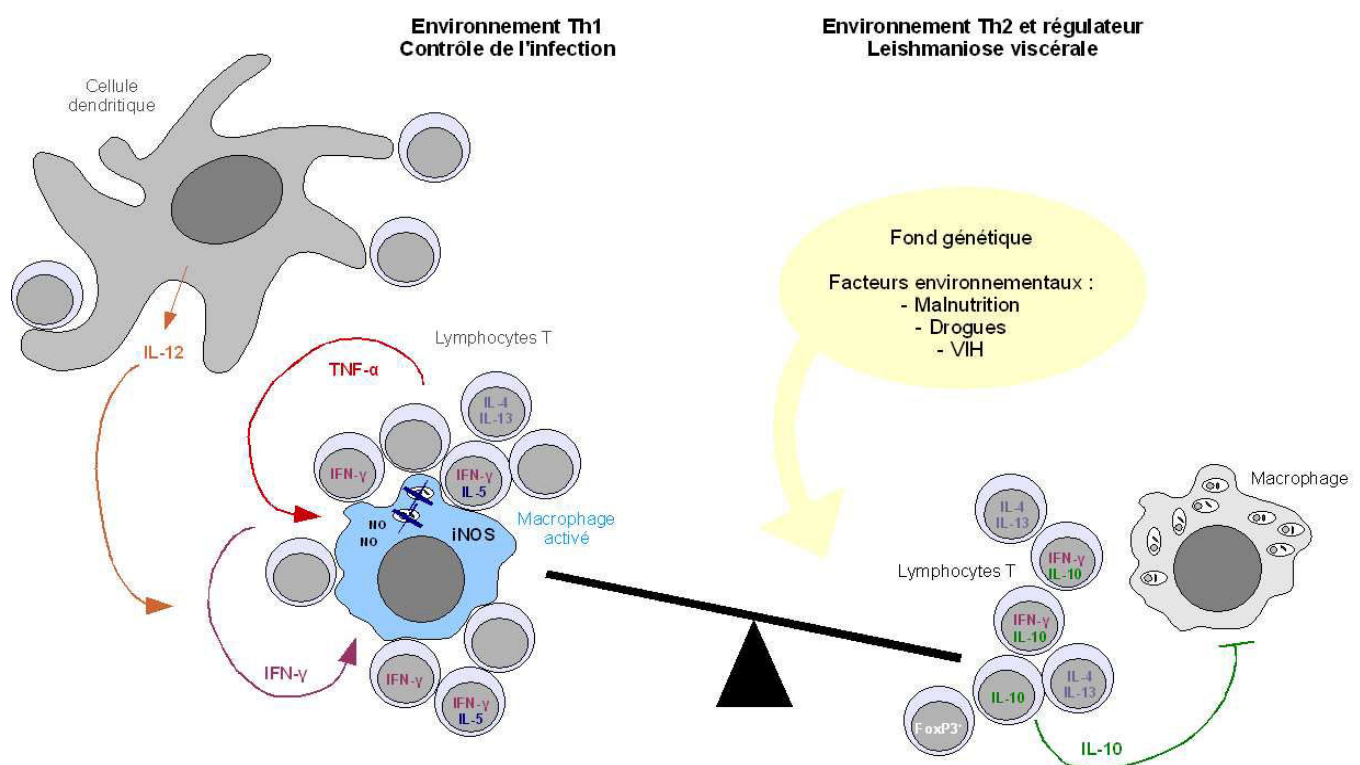 Environnement Th1
Contrôle de l'infection
Environnement Th2 et régulateur
Leishmaniose viscérale
Cellule
dendritique
IL-12
TNF-α
Lymphocytes T
IL-4
IL-13
IFN-γ
IFN-γ
IL-5
NO
NO
iNOS
Macrophage
activé
IFN-γ
IFN-γ
IFN-γ
IL-5
Fond génétique
Facteurs environnementaux :
- Malnutrition
- Drogues
- VIH
Macrophage
IL-4
IL-13
Lymphocytes T
IFN-γ
IL-10
IFN-γ
IL-10
IL-4
IL-13
IL-10
FoxP3+
IL-10